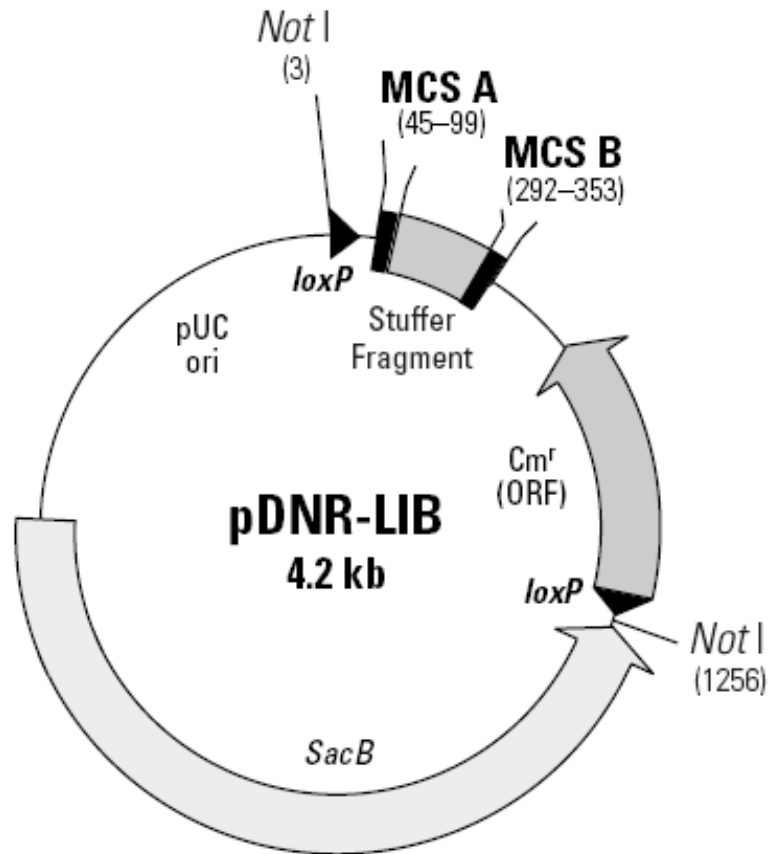 Not I
(3)
MCS A
(45–99)
MCS B
(292–353)
loxP
Stuffer
Fragment
pUC
ori
Cmʳ
(ORF)
pDNR-LIB
4.2 kb
loxP
Not I
(1256)
SacB